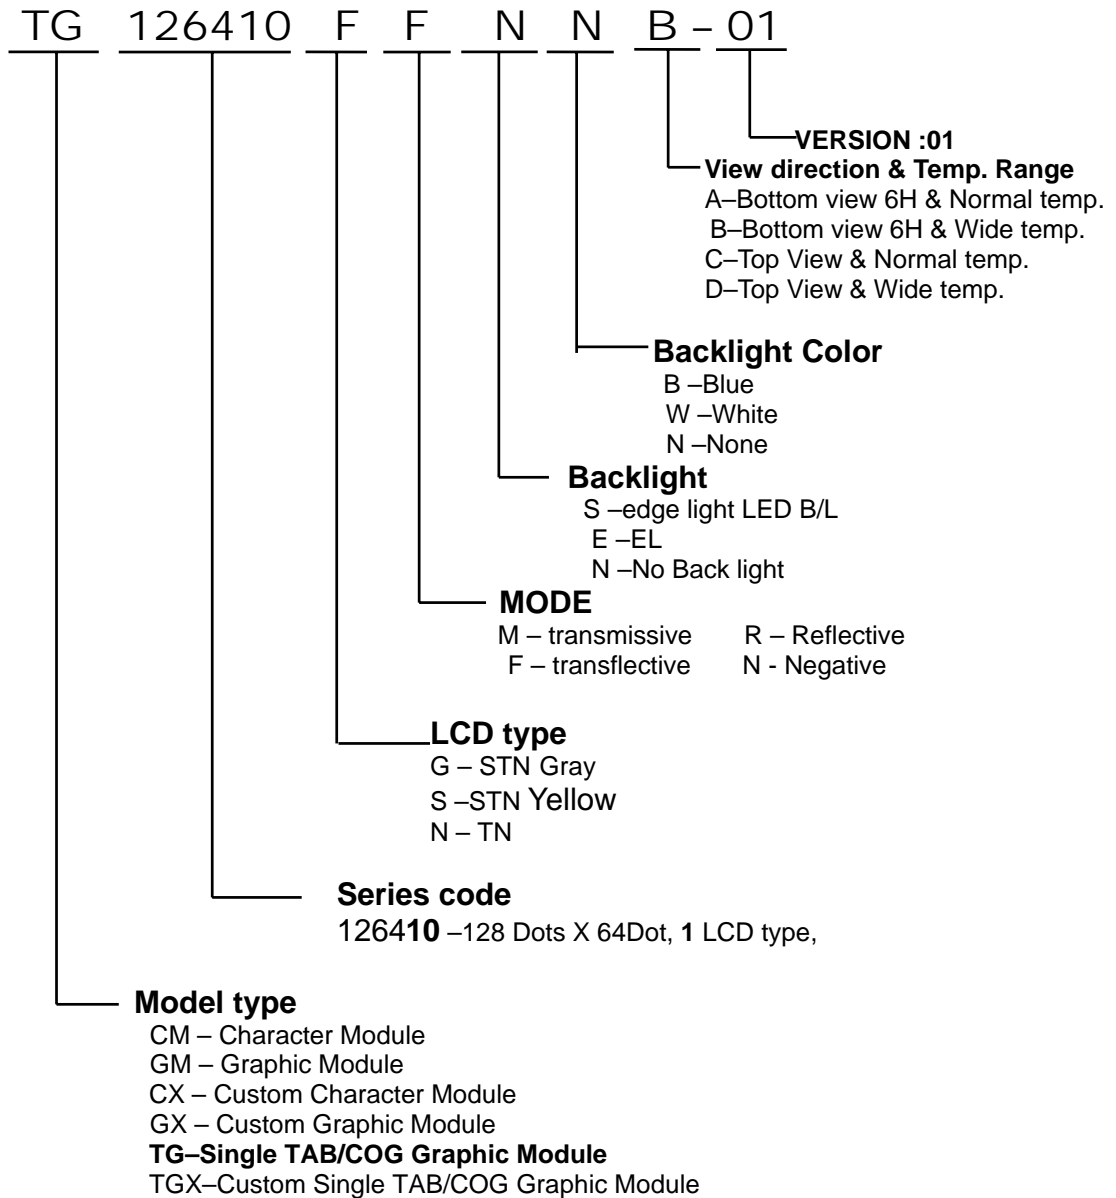 TG 126410 F F N N B - 01
VERSION :01
View direction & Temp. Range
A–Bottom view 6H & Normal temp.
B–Bottom view 6H & Wide temp.
C–Top View & Normal temp.
D–Top View & Wide temp.
Backlight Color
B –Blue
W –White
N –None
Backlight
S –edge light LED B/L
E –EL
N –No Back light
MODE
M – transmissive R – Reflective
F – transflective N - Negative
LCD type
G – STN Gray
S –STN Yellow
N – TN
Series code
126410 –128 Dots X 64Dot, 1 LCD type,
Model type
CM – Character Module
GM – Graphic Module
CX – Custom Character Module
GX – Custom Graphic Module
TG–Single TAB/COG Graphic Module
TGX–Custom Single TAB/COG Graphic Module